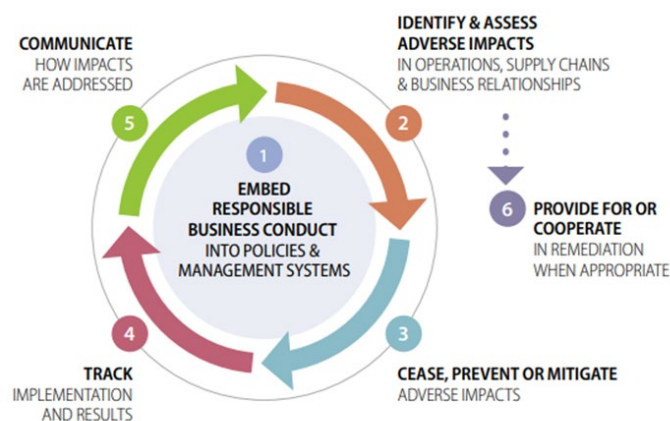 1
EMBED
RESPONSIBLE
BUSINESS CONDUCT
INTO POLICIES &
MANAGEMENT SYSTEMS
2
IDENTIFY & ASSESS
ADVERSE IMPACTS
IN OPERATIONS, SUPPLY CHAINS
& BUSINESS RELATIONSHIPS
3
CEASE, PREVENT OR MITIGATE
ADVERSE IMPACTS
4
TRACK
IMPLEMENTATION
AND RESULTS
5
COMMUNICATE
HOW IMPACTS
ARE ADDRESSED
6
PROVIDE FOR OR
COOPERATE
IN REMEDIATION
WHEN APPROPRIATE